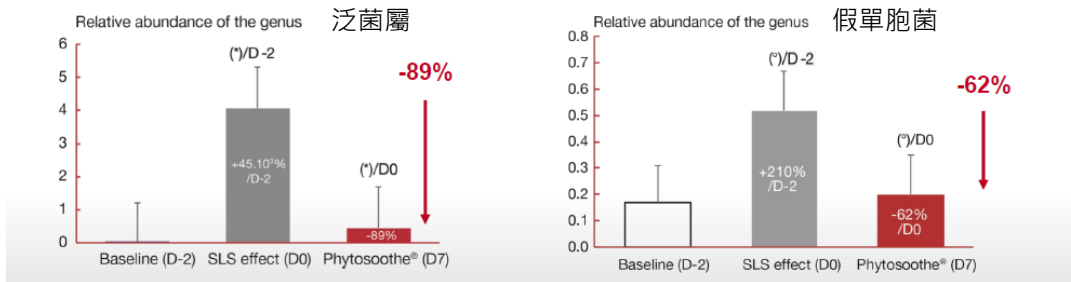 Relative abundance of the genus 泛菌屬
6
5
4
3
2
1
0
(*)/D -2
+45.10³%
/D-2
(*)/D0
-89%
-89%
Baseline (D-2) SLS effect (D0) Phytosoothe® (D7)
Relative abundance of the genus 假單胞菌
0.8
0.7
0.6
0.5
0.4
0.3
0.2
0.1
0.0
(°)/D -2
+210%
/D-2
(°)/D0
-62%
/D0
-62%
Baseline (D-2) SLS effect (D0) Phytosoothe® (D7)